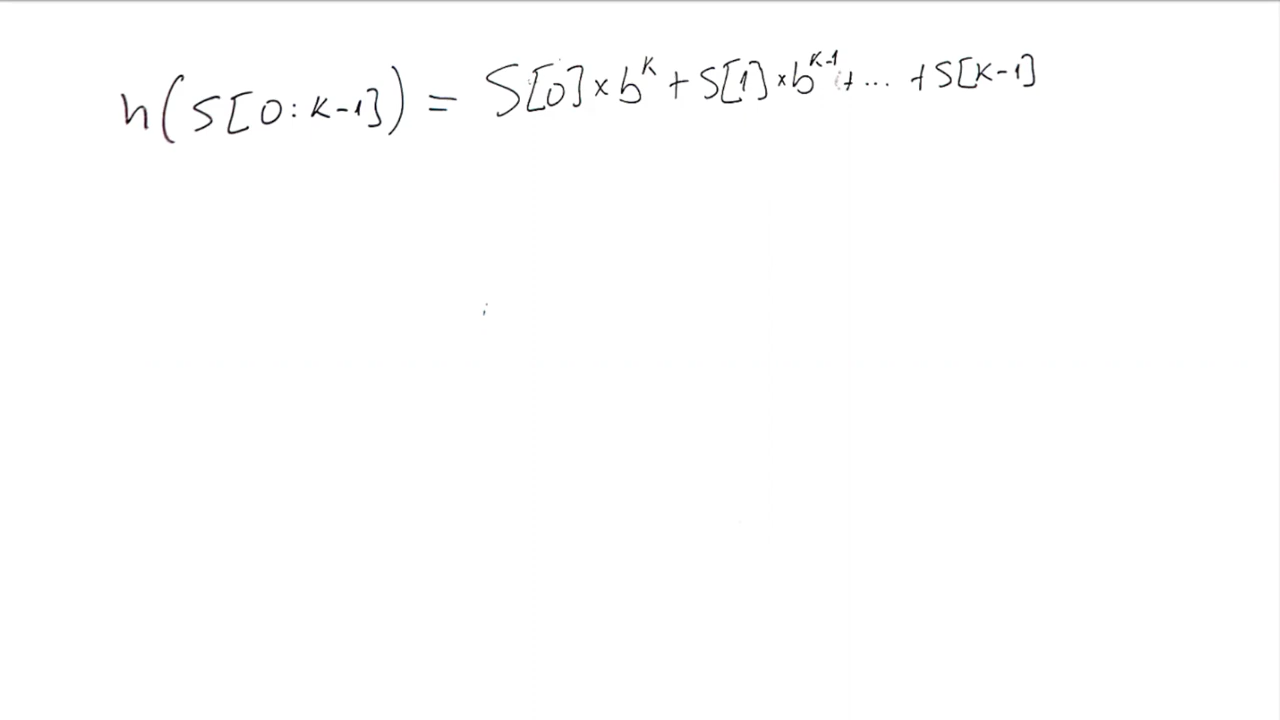 h(S[0:K-1]) = S[0]×b^K + S[1]×b^{K-1} + ... + S[K-1]